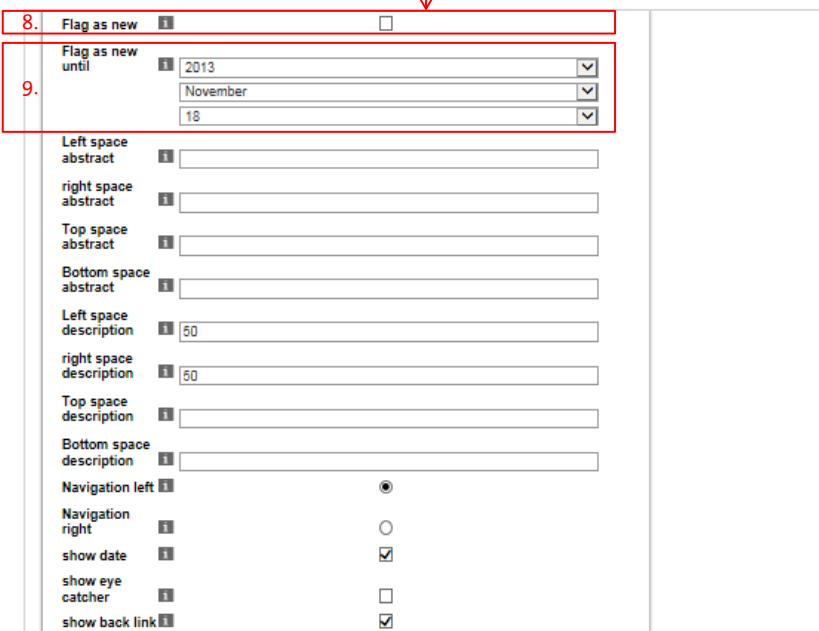 8. Flag as new i
Flag as new
until i 2013
9.
November
18
Left space
abstract i
right space
abstract i
Top space
abstract i
Bottom space
abstract i
Left space
description i 50
right space
description i 50
Top space
description i
Bottom space
description i
Navigation left i
Navigation
right i
show date i
show eye
catcher i
show back link i